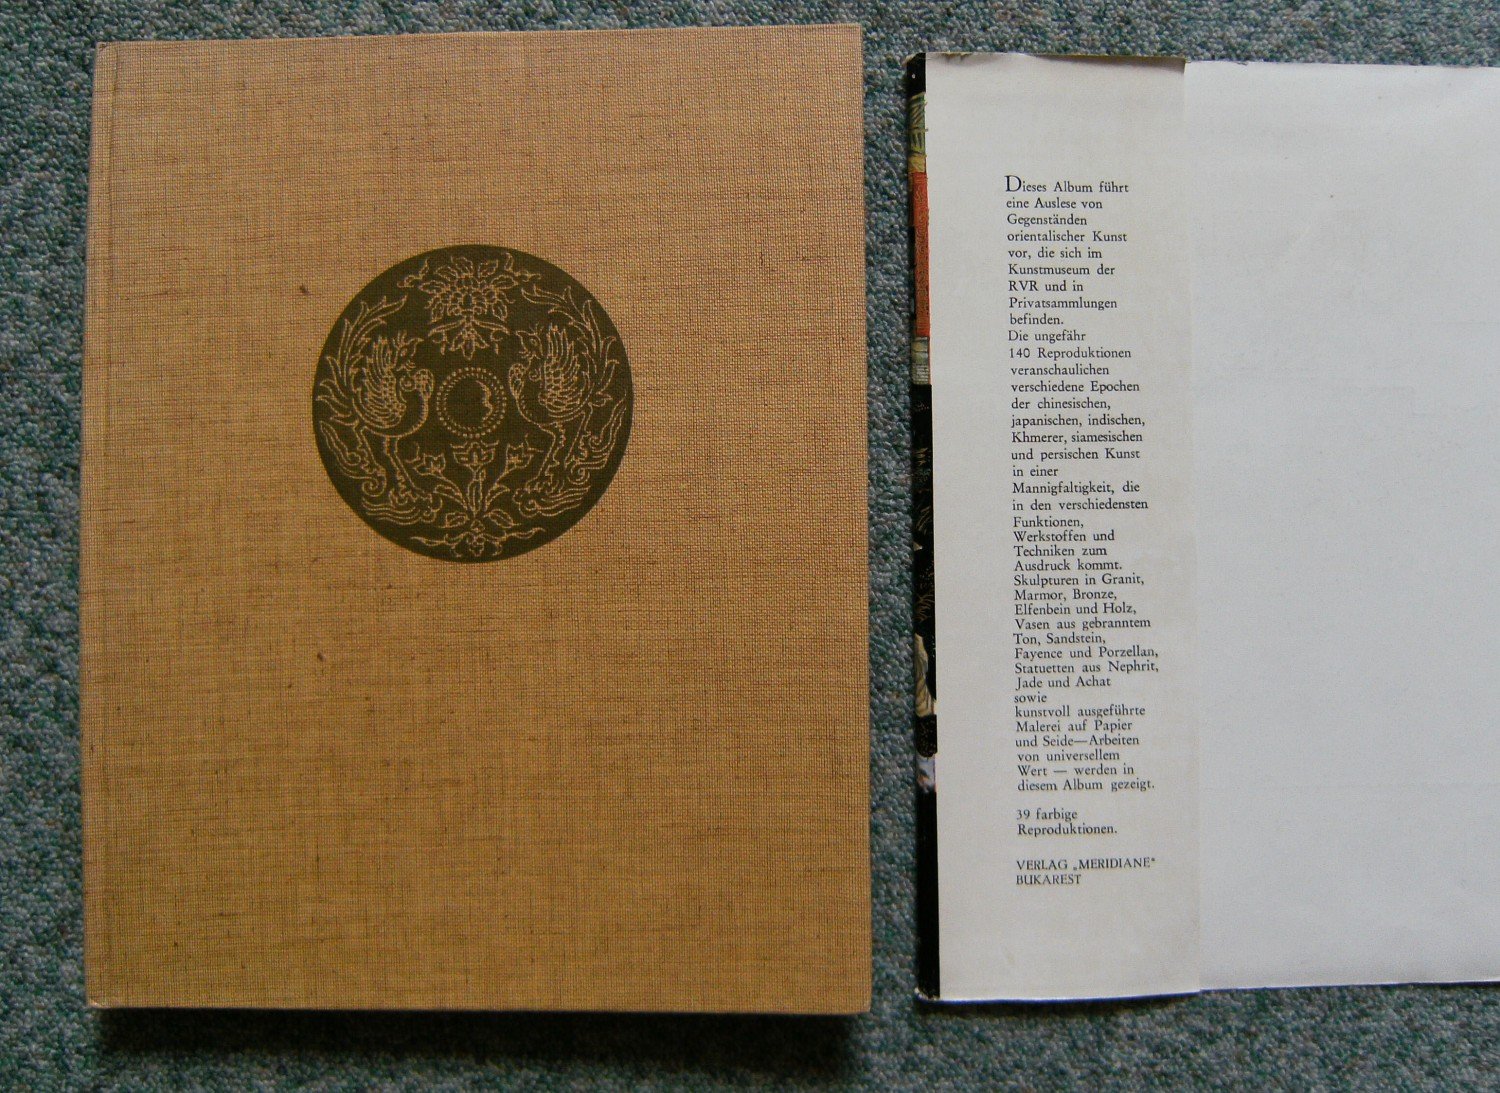 Dieses Album führt
eine Auslese von
Gegenständen
orientalischer Kunst
vor, die sich im
Kunstmuseum der
RVR und in
Privatsammlungen
befinden.
Die ungefähr
140 Reproduktionen
veranschaulichen
verschiedene Epochen
der chinesischen,
japanischen, indischen,
Khmerer, siamesischen
und persischen Kunst
in einer
Mannigfaltigkeit, die
in den verschiedensten
Funktionen,
Werkstoffen und
Techniken zum
Ausdruck kommt.
Skulpturen in Granit,
Marmor, Bronze,
Elfenbein und Holz,
Vasen aus gebranntem
Ton, Sandstein,
Fayence und Porzellan,
Statuetten aus Nephrit,
Jade und Achat
sowie
kunstvoll ausgeführte
Malerei auf Papier
und Seide—Arbeiten
von universellem
Wert — werden in
diesem Album gezeigt.
39 farbige
Reproduktionen.
VERLAG „MERIDIANE“
BUKAREST